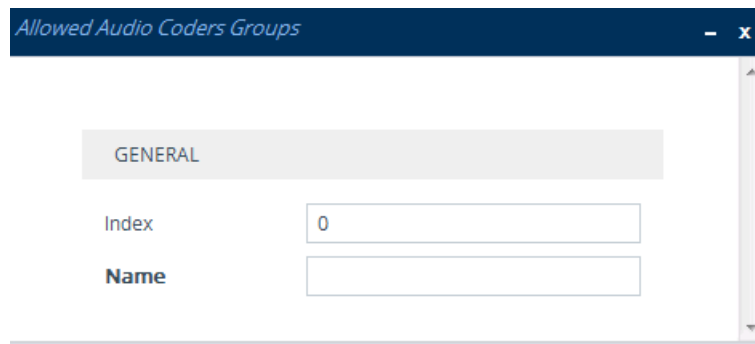 Allowed Audio Coders Groups – x
GENERAL
Index 0
Name